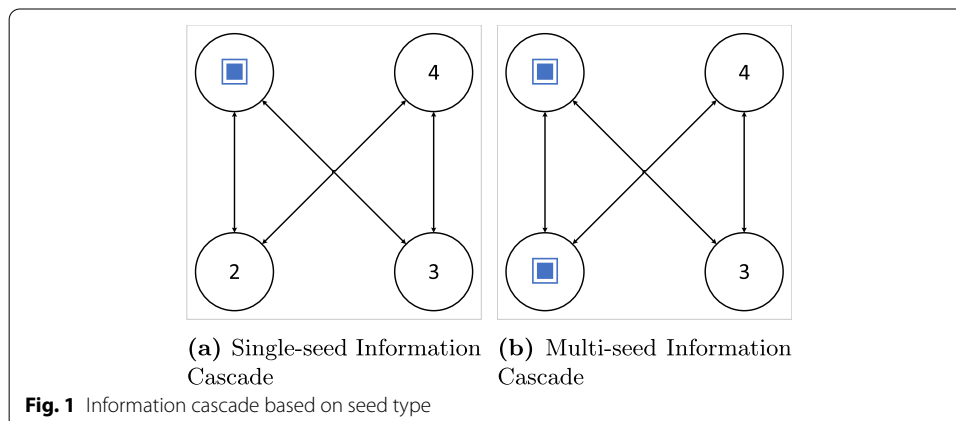 4
2
3
4
3
(a) Single-seed Information
Cascade
(b) Multi-seed Information
Cascade
Fig. 1 Information cascade based on seed type